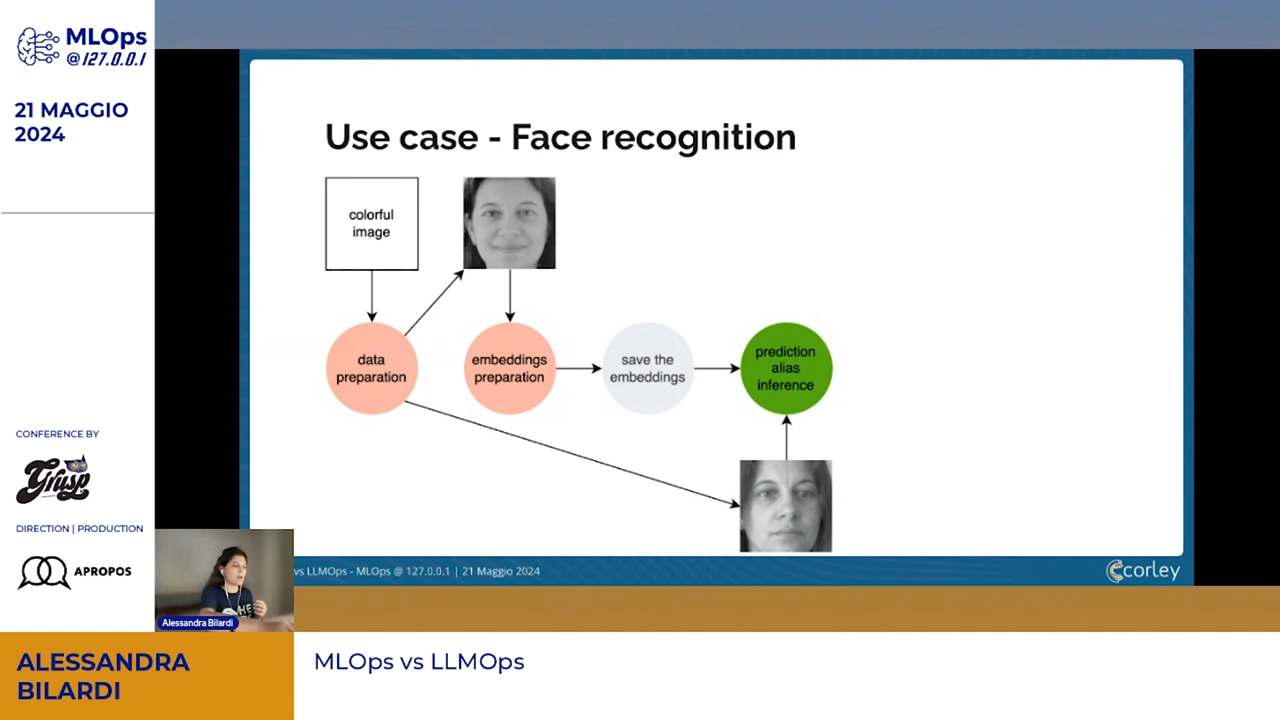 MLOps
@127.0.0.1
21 MAGGIO
2024
CONFERENCE BY
Grusp
DIRECTION | PRODUCTION
APROPOS
Use case - Face recognition
colorful
image
data
preparation
embeddings
preparation
save the
embeddings
prediction
alias
inference
vs LLMOps - MLOps @ 127.0.0.1 | 21 Maggio 2024
corley
Alessandra Bilardi
ALESSANDRA
BILARDI
MLOps vs LLMOps